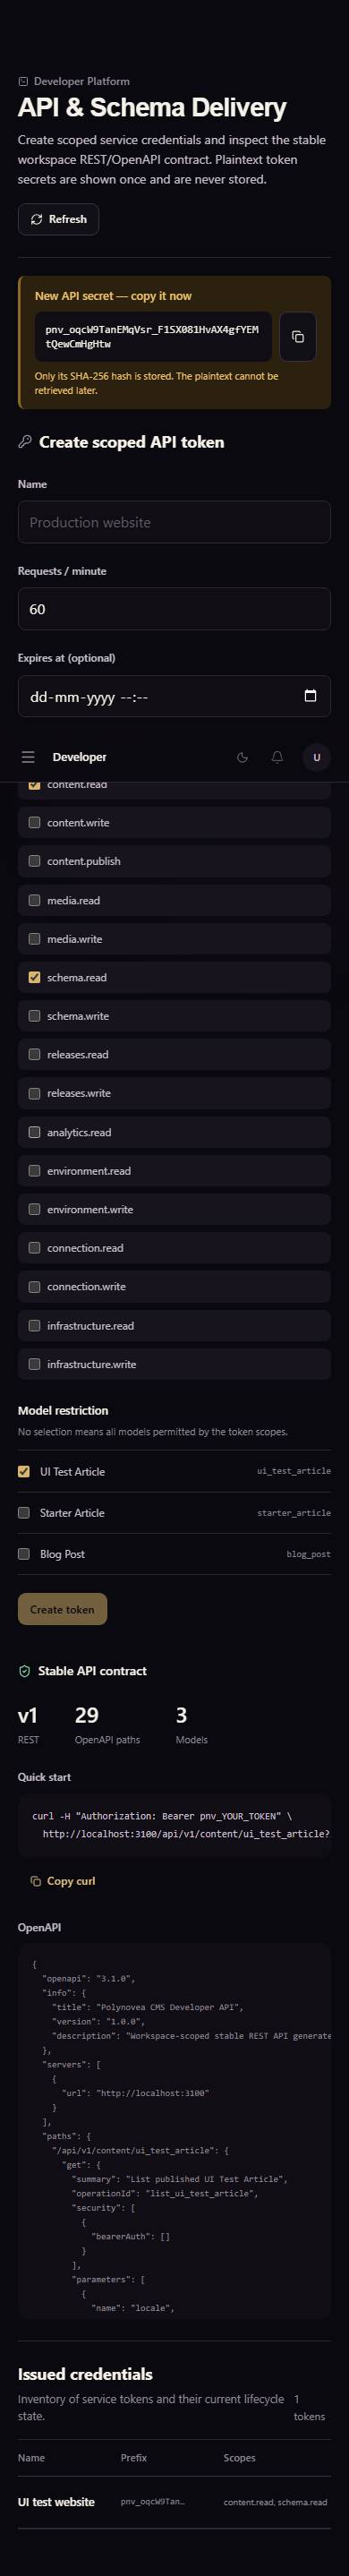 Developer Platform
API & Schema Delivery
Create scoped service credentials and inspect the stable
workspace REST/OpenAPI contract. Plaintext token
secrets are shown once and are never stored.
Refresh
New API secret — copy it now
pnv_oqcW9TanEMqVsr_F1SX081HvAX4gfYEM
tQewCmHgHtw
Only its SHA-256 hash is stored. The plaintext cannot be
retrieved later.
Create scoped API token
Name
Production website
Requests / minute
60
Expires at (optional)
dd-mm-yyyy --:--
Developer
U
content.read
content.write
content.publish
media.read
media.write
schema.read
schema.write
releases.read
releases.write
analytics.read
environment.read
environment.write
connection.read
connection.write
infrastructure.read
infrastructure.write
Model restriction
No selection means all models permitted by the token scopes.
UI Test Article ui_test_article
Starter Article starter_article
Blog Post blog_post
Create token
Stable API contract
v1 29 3
REST OpenAPI paths Models
Quick start
curl -H "Authorization: Bearer pnv_YOUR_TOKEN" \
http://localhost:3100/api/v1/content/ui_test_article?
Copy curl
OpenAPI
{
"openapi": "3.1.0",
"info": {
"title": "Polynovea CMS Developer API",
"version": "1.0.0",
"description": "Workspace-scoped stable REST API generate
},
"servers": [
{
"url": "http://localhost:3100"
}
],
"paths": {
"/api/v1/content/ui_test_article": {
"get": {
"summary": "List published UI Test Article",
"operationId": "list_ui_test_article",
"security": [
{
"bearerAuth": []
}
],
"parameters": [
{
"name": "locale",
Issued credentials
Inventory of service tokens and their current lifecycle 1
state. tokens
Name Prefix Scopes
UI test website pnv_oqcW9Tan… content.read, schema.read